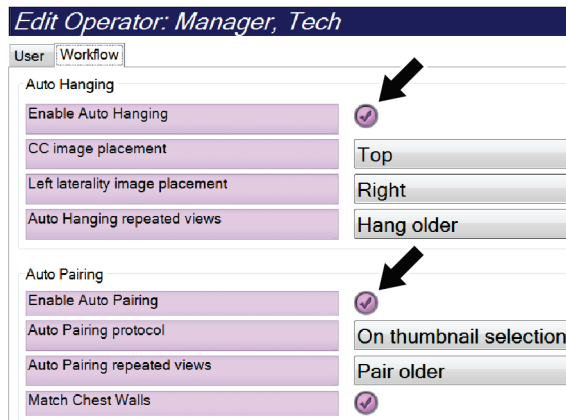 Edit Operator: Manager, Tech
User Workflow
Auto Hanging
Enable Auto Hanging
CC image placement Top
Left laterality image placement Right
Auto Hanging repeated views Hang older
Auto Pairing
Enable Auto Pairing
Auto Pairing protocol On thumbnail selection
Auto Pairing repeated views Pair older
Match Chest Walls